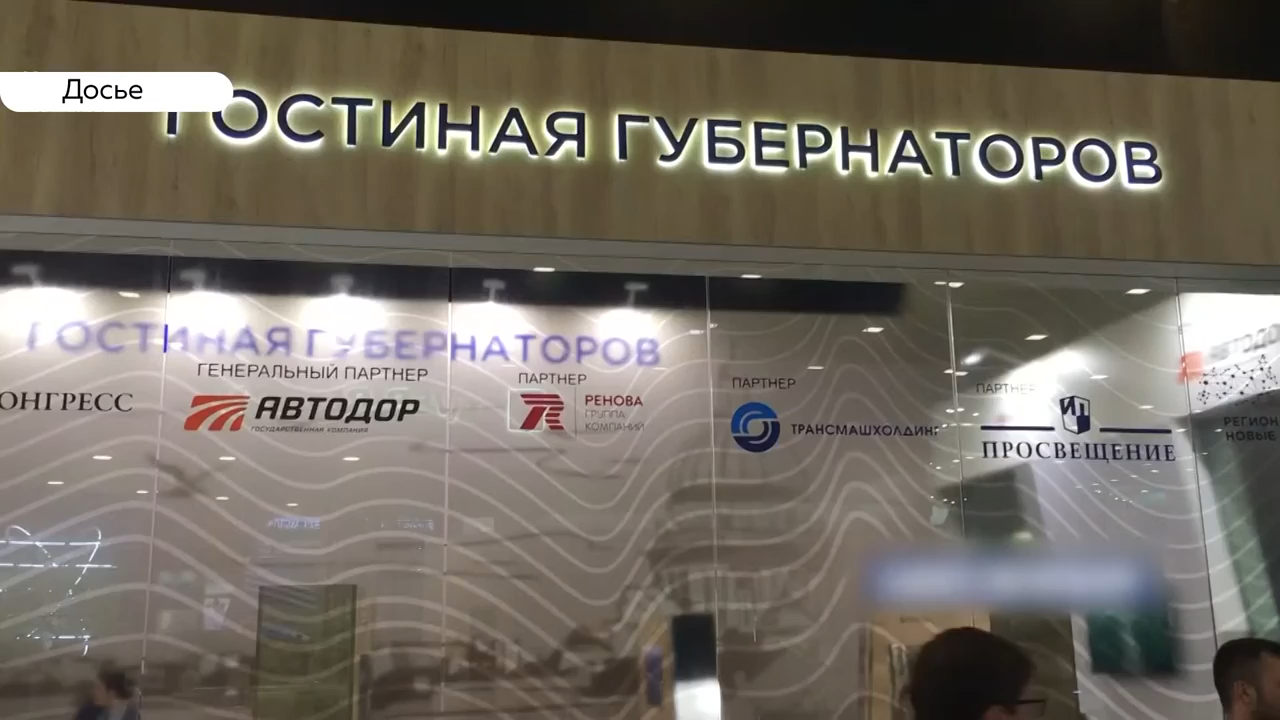 Досье
ГОСТИНАЯ ГУБЕРНАТОРОВ
ГОСТИНАЯ ГУБЕРНАТОРОВ
ОНГРЕСС
ГЕНЕРАЛЬНЫЙ ПАРТНЕР
АВТОДОР
ГОСУДАРСТВЕННАЯ КОМПАНИЯ
ПАРТНЕР
РЕНОВА
ГРУППА
КОМПАНИЙ
ПАРТНЕР
ТРАНСМАШХОЛДИНГ
ПАРТНЕР
ПРОСВЕЩЕНИЕ
АВТОДО
РЕГИОН
НОВЫЕ